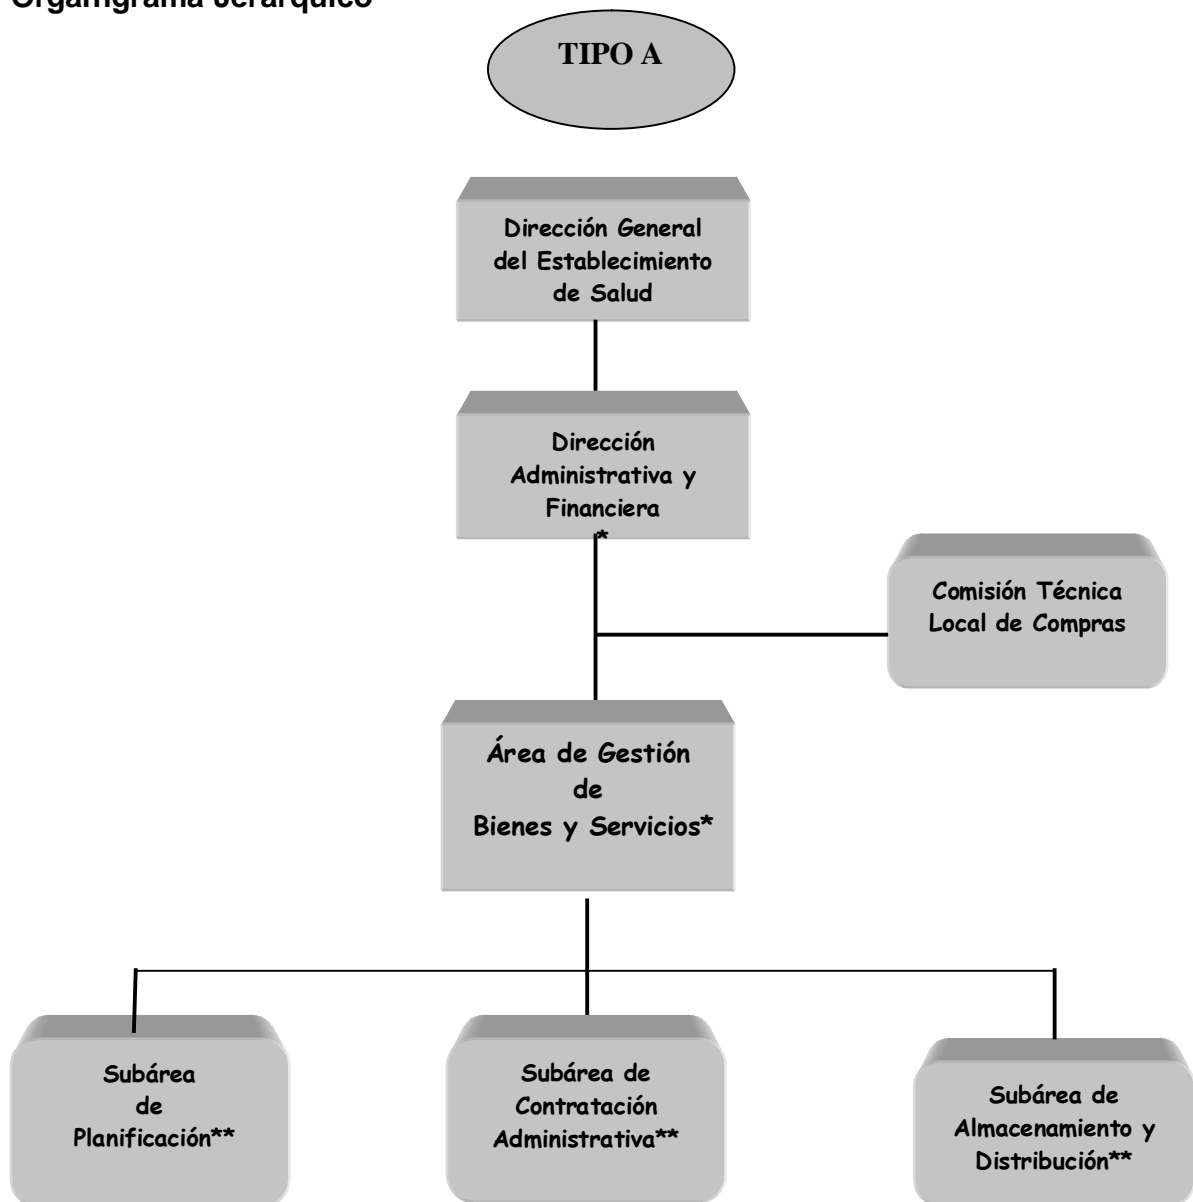 Organigrama Jerárquico
TIPO A
Dirección General
del Establecimiento
de Salud
Dirección
Administrativa y
Financiera
*
Comisión Técnica
Local de Compras
Área de Gestión
de
Bienes y Servicios*
Subárea
de
Planificación**
Subárea de
Contratación
Administrativa**
Subárea de
Almacenamiento y
Distribución**